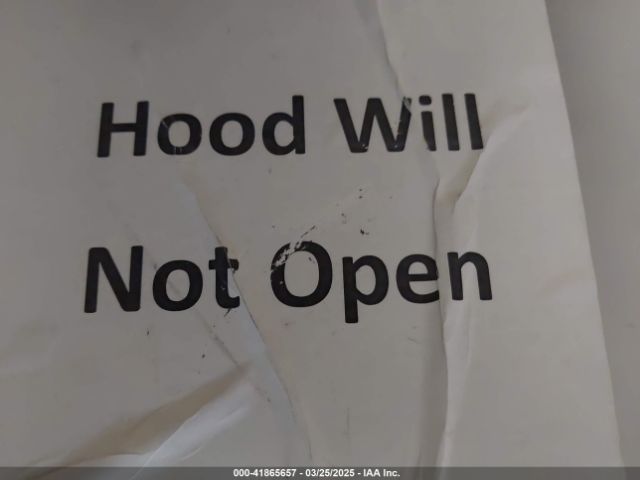 Hood Will
Not Open
000-41865657 - 03/25/2025 - IAA Inc.